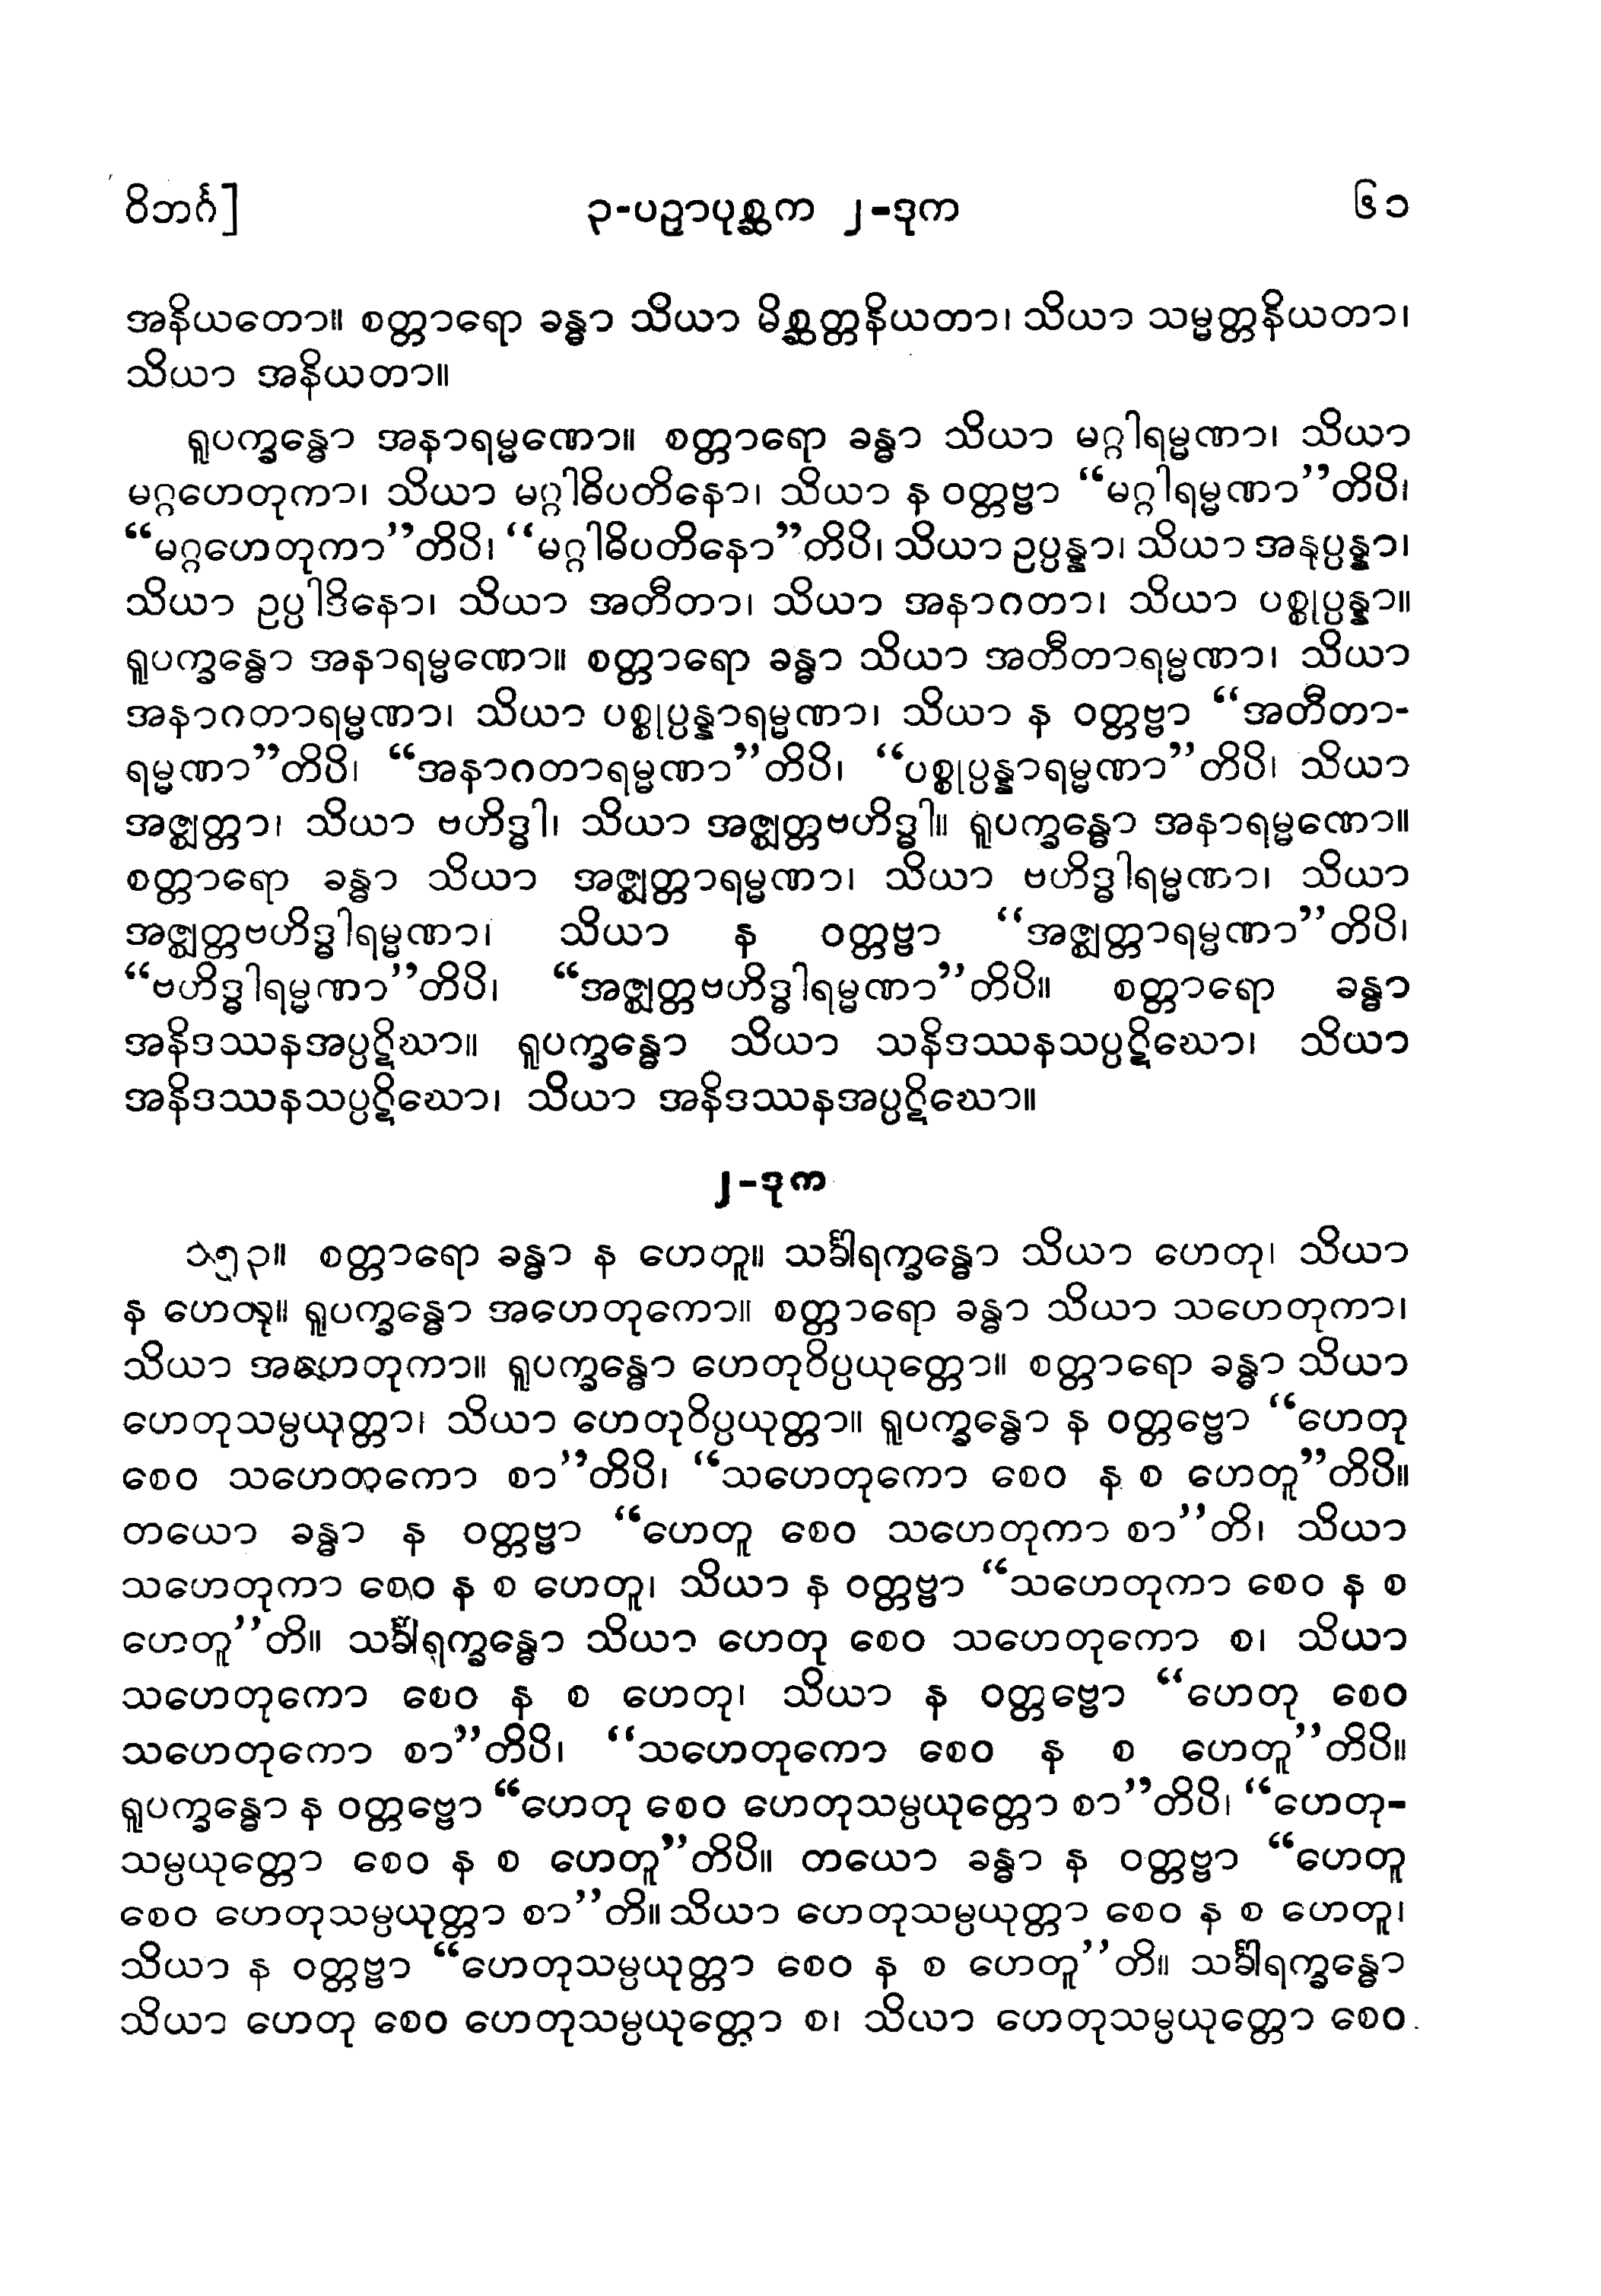 ဝိဘင်္ဂ]
၃-ပဉှာပုစ္ဆက ၂-ဒုက
၆၁
အနိယတော။ စတ္တာရော ခန္ဓာ သိယာ မိစ္ဆတ္တနိယတာ၊ သိယာ သမ္မတ္တနိယတာ၊
သိယာ အနိယတာ။
ရူပက္ခန္ဓော အနာရမ္မဏော။ စတ္တာရော ခန္ဓာ သိယာ မဂ္ဂါရမ္မဏာ၊ သိယာ
မဂ္ဂဟေတုကာ၊ သိယာ မဂ္ဂါဓိပတိနော၊ သိယာ န ဝတ္တဗ္ဗာ “မဂ္ဂါရမ္မဏာ”တိပိ၊
“မဂ္ဂဟေတုကာ”တိပိ၊ “မဂ္ဂါဓိပတိနော”တိပိ၊ သိယာ ဥပ္ပန္နာ၊ သိယာ အနုပ္ပန္နာ၊
သိယာ ဥပ္ပါဒိနော၊ သိယာ အတီတာ၊ သိယာ အနာဂတာ၊ သိယာ ပစ္စုပ္ပန္နာ။
ရူပက္ခန္ဓော အနာရမ္မဏော။ စတ္တာရော ခန္ဓာ သိယာ အတီတာရမ္မဏာ၊ သိယာ
အနာဂတာရမ္မဏာ၊ သိယာ ပစ္စုပ္ပန္နာရမ္မဏာ၊ သိယာ န ဝတ္တဗ္ဗာ “အတီတာ-
ရမ္မဏာ”တိပိ၊ “အနာဂတာရမ္မဏာ”တိပိ၊ “ပစ္စုပ္ပန္နာရမ္မဏာ”တိပိ၊ သိယာ
အဇ္ဈတ္တာ၊ သိယာ ဗဟိဒ္ဓါ၊ သိယာ အဇ္ဈတ္တဗဟိဒ္ဓါ။ ရူပက္ခန္ဓော အနာရမ္မဏော။
စတ္တာရော ခန္ဓာ သိယာ အဇ္ဈတ္တာရမ္မဏာ၊ သိယာ ဗဟိဒ္ဓါရမ္မဏာ၊ သိယာ
အဇ္ဈတ္တဗဟိဒ္ဓါရမ္မဏာ၊ သိယာ န ဝတ္တဗ္ဗာ “အဇ္ဈတ္တာရမ္မဏာ”တိပိ၊
“ဗဟိဒ္ဓါရမ္မဏာ”တိပိ၊ “အဇ္ဈတ္တဗဟိဒ္ဓါရမ္မဏာ”တိပိ။ စတ္တာရော ခန္ဓာ
အနိဒဿနအပ္ပဋိဃာ။ ရူပက္ခန္ဓော သိယာ သနိဒဿနသပ္ပဋိဃော၊ သိယာ
အနိဒဿနသပ္ပဋိဃော၊ သိယာ အနိဒဿနအပ္ပဋိဃော။
၂-ဒုက
၁၅၃။ စတ္တာရော ခန္ဓာ န ဟေတူ။ သင်္ခါရက္ခန္ဓော သိယာ ဟေတု၊ သိယာ
န ဟေတု။ ရူပက္ခန္ဓော အဟေတုကော။ စတ္တာရော ခန္ဓာ သိယာ သဟေတုကာ၊
သိယာ အဟေတုကာ။ ရူပက္ခန္ဓော ဟေတုဝိပ္ပယုတ္တော။ စတ္တာရော ခန္ဓာ သိယာ
ဟေတုသမ္ပယုတ္တာ၊ သိယာ ဟေတုဝိပ္ပယုတ္တာ။ ရူပက္ခန္ဓော န ဝတ္တဗ္ဗော “ဟေတု
စေဝ သဟေတုကော စာ”တိပိ၊ “သဟေတုကော စေဝ န စ ဟေတူ”တိပိ။
တယော ခန္ဓာ န ဝတ္တဗ္ဗာ “ဟေတူ စေဝ သဟေတုကာ စာ”တိ၊ သိယာ
သဟေတုကာ စေဝ န စ ဟေတူ၊ သိယာ န ဝတ္တဗ္ဗာ “သဟေတုကာ စေဝ န စ
ဟေတူ”တိ။ သင်္ခါရက္ခန္ဓော သိယာ ဟေတု စေဝ သဟေတုကော စ၊ သိယာ
သဟေတုကော စေဝ န စ ဟေတု၊ သိယာ န ဝတ္တဗ္ဗော “ဟေတု စေဝ
သဟေတုကော စာ”တိပိ၊ “သဟေတုကော စေဝ န စ ဟေတူ”တိပိ။
ရူပက္ခန္ဓော န ဝတ္တဗ္ဗော “ဟေတု စေဝ ဟေတုသမ္ပယုတ္တော စာ”တိပိ၊ “ဟေတု-
သမ္ပယုတ္တော စေဝ န စ ဟေတူ”တိပိ။ တယော ခန္ဓာ န ဝတ္တဗ္ဗာ “ဟေတူ
စေဝ ဟေတုသမ္ပယုတ္တာ စာ”တိ။ သိယာ ဟေတုသမ္ပယုတ္တာ စေဝ န စ ဟေတူ၊
သိယာ န ဝတ္တဗ္ဗာ “ဟေတုသမ္ပယုတ္တာ စေဝ န စ ဟေတူ”တိ။ သင်္ခါရက္ခန္ဓော
သိယာ ဟေတု စေဝ ဟေတုသမ္ပယုတ္တော စ၊ သိယာ ဟေတုသမ္ပယုတ္တော စေဝ